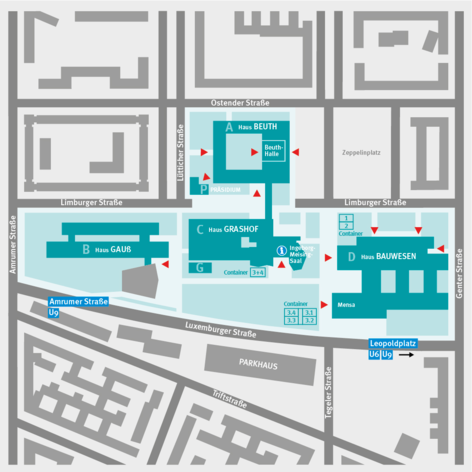 Ostender Straße
Lütticher Straße
A Haus BEUTH
Beuth-
Halle
Zeppelinplatz
P PRÄSIDIUM
Limburger Straße
Limburger Straße
Amrumer Straße
Genter Straße
B Haus GAUß
C Haus GRASHOF
G
Container 3+4
i
Ingeborg-
Meising-
Saal
1
2
Container
D Haus BAUWESEN
Mensa
Container
3.4 3.1
3.3 3.2
Amrumer Straße
U9
Luxemburger Straße
Leopoldplatz
U6 U9
PARKHAUS
Triftstraße
Tegeler Straße